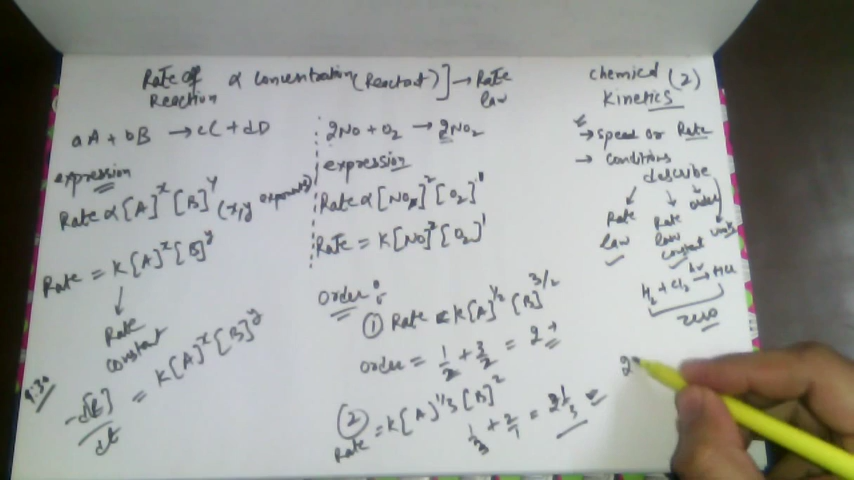 Rate of Reaction α concentration (Reactant)] → Rate law
aA + bB → cC + dD
expression
Rate α [A]^x [B]^y (x,y exponents)
Rate = K[A]^x [B]^y
↓
Rate constant
-d[R]/dt = K[A]^x [B]^y
2NO + O₂ → 2NO₂
expression
Rate α [NO]² [O₂]¹
Rate = K[NO]² [O₂]¹
order :
① Rate = K[A]^1/2 [B]^3/2
order = 1/2 + 3/2 = 2
② Rate = K[A]^1/3 [B]²
1/3 + 2/1 = 2 1/3
chemical (2)
Kinetics
→ speed or Rate
→ conditions
describe
Rate law
Rate law constant
order
units
H₂ + Cl₂ hν→ HCl
zero